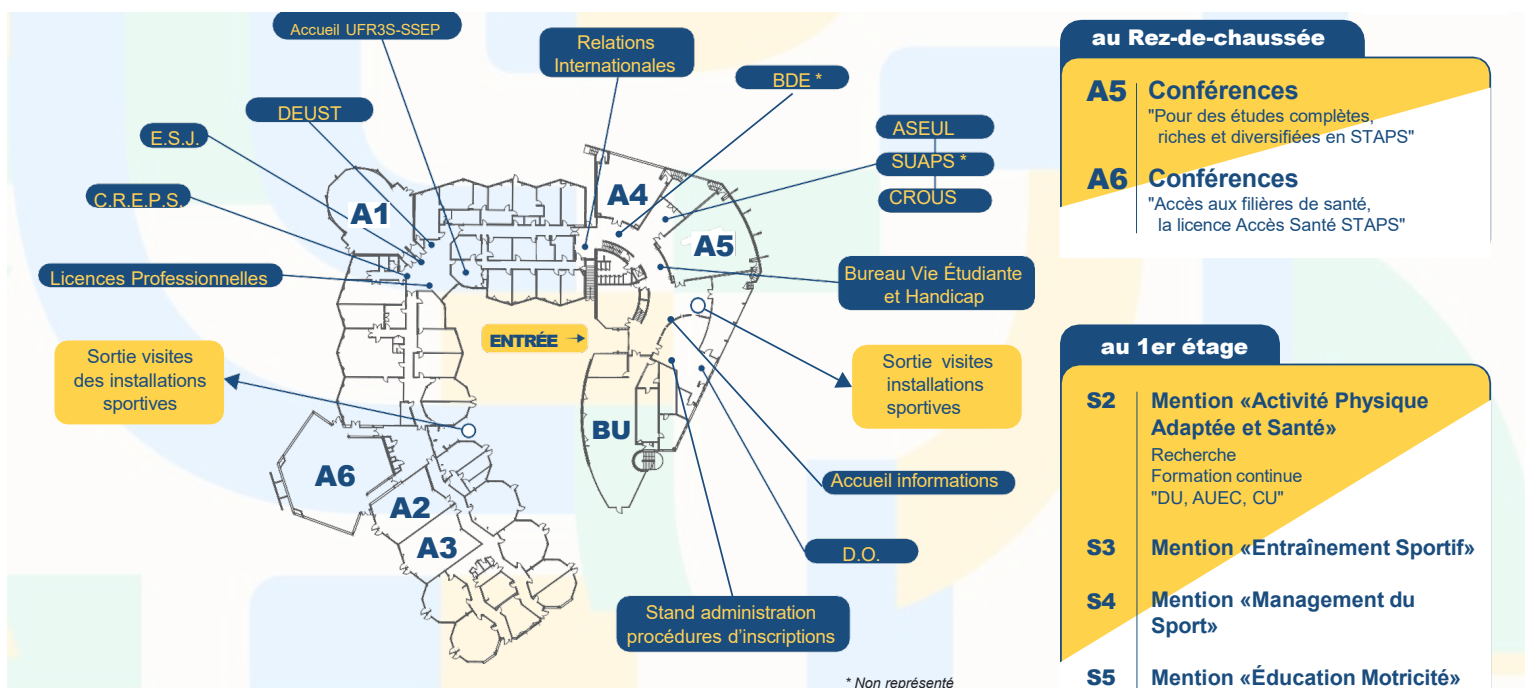 Accueil UFR3S-SSEP
Relations
Internationales
BDE *
DEUST
E.S.J.
C.R.E.P.S.
Licences Professionnelles
ASEUL
SUAPS *
CROUS
A1
A4
A5
Bureau Vie Étudiante
et Handicap
ENTRÉE
Sortie visites
des installations
sportives
Sortie visites
installations
sportives
BU
A6
A2
A3
Accueil informations
D.O.
Stand administration
procédures d'inscriptions
* Non représenté
au Rez-de-chaussée
A5 Conférences
"Pour des études complètes,
riches et diversifiées en STAPS"
A6 Conférences
"Accès aux filières de santé,
la licence Accès Santé STAPS"
au 1er étage
S2 Mention «Activité Physique
Adaptée et Santé»
Recherche
Formation continue
"DU, AUEC, CU"
S3 Mention «Entraînement Sportif»
S4 Mention «Management du
Sport»
S5 Mention «Éducation Motricité»